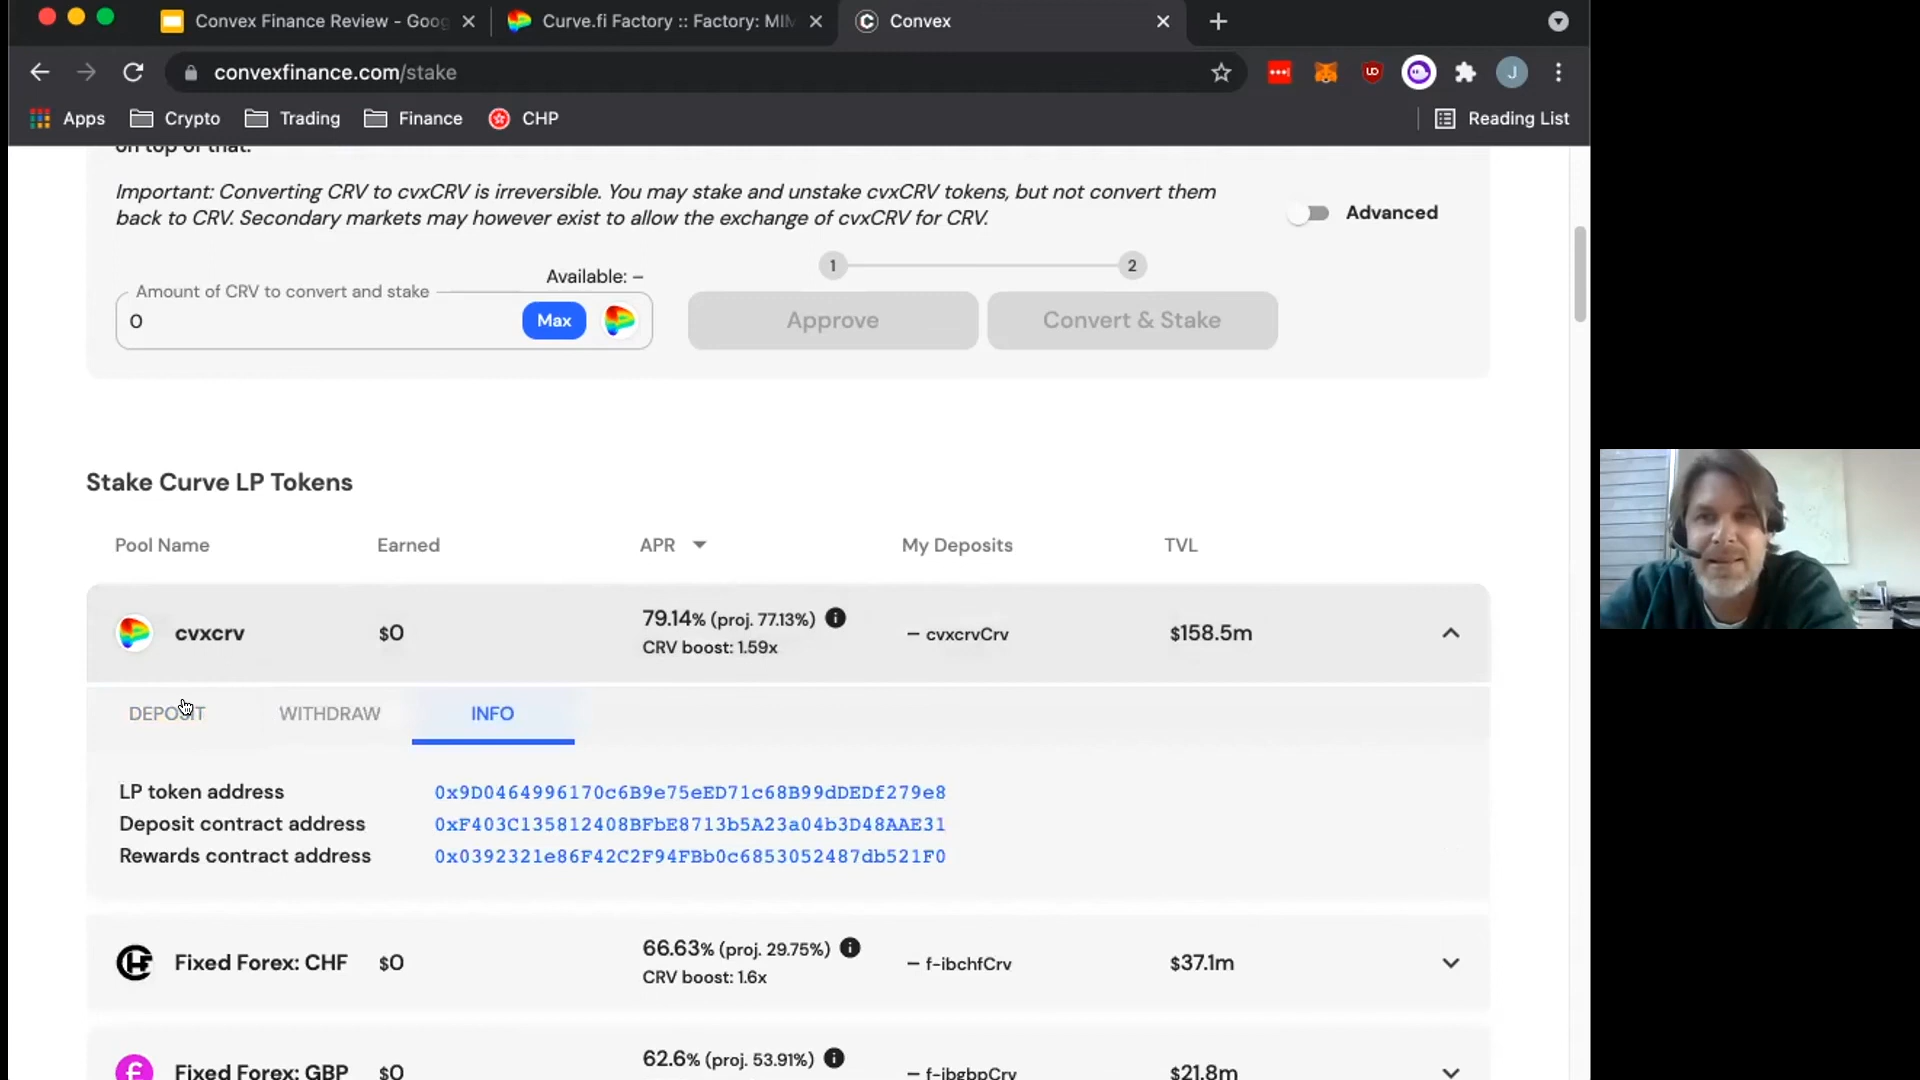 Convex Finance Review - Goog
Curve.fi Factory :: Factory: MIM
Convex
convexfinance.com/stake
J
Apps
Crypto
Trading
Finance
CHP
Reading List
on top of that.
Important: Converting CRV to cvxCRV is irreversible. You may stake and unstake cvxCRV tokens, but not convert them
back to CRV. Secondary markets may however exist to allow the exchange of cvxCRV for CRV.
Advanced
Available: –
1
2
Amount of CRV to convert and stake
0
Max
Approve
Convert & Stake
Stake Curve LP Tokens
Pool Name
Earned
APR
My Deposits
TVL
cvxcrv
$0
79.14% (proj. 77.13%)
CRV boost: 1.59x
– cvxcrvCrv
$158.5m
DEPOSIT
WITHDRAW
INFO
LP token address
0x9D0464996170c6B9e75eED71c68B99dDEDf279e8
Deposit contract address
0xF403C135812408BFbE8713b5A23a04b3D48AAE31
Rewards contract address
0x0392321e86F42C2F94FBb0c6853052487db521F0
Fixed Forex: CHF
$0
66.63% (proj. 29.75%)
CRV boost: 1.6x
– f-ibchfCrv
$37.1m
Fixed Forex: GBP
$0
62.6% (proj. 53.91%)
– f-ibgbpCrv
$21.8m